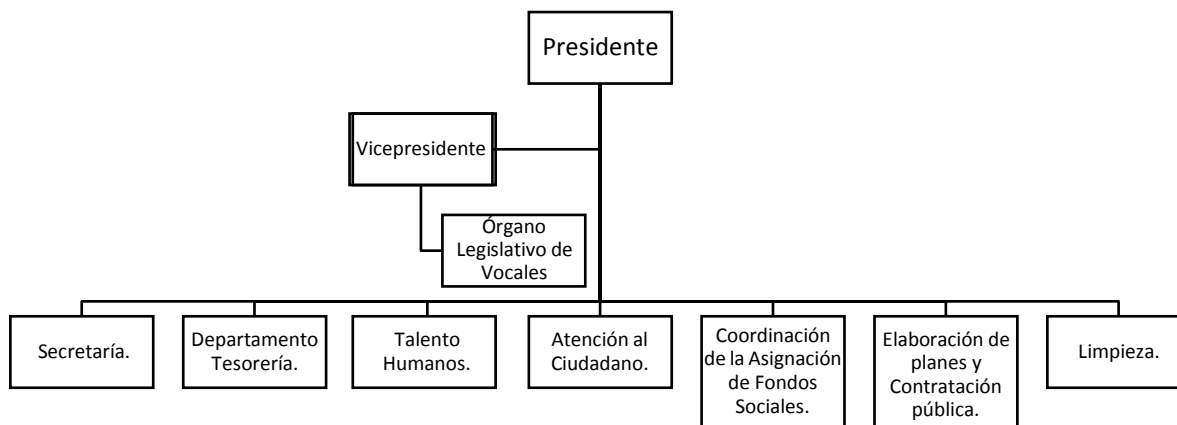 Presidente
Vicepresidente
Órgano
Legislativo de
Vocales
Secretaría.
Departamento
Tesorería.
Talento
Humanos.
Atención al
Ciudadano.
Coordinación
de la Asignación
de Fondos
Sociales.
Elaboración de
planes y
Contratación
pública.
Limpieza.